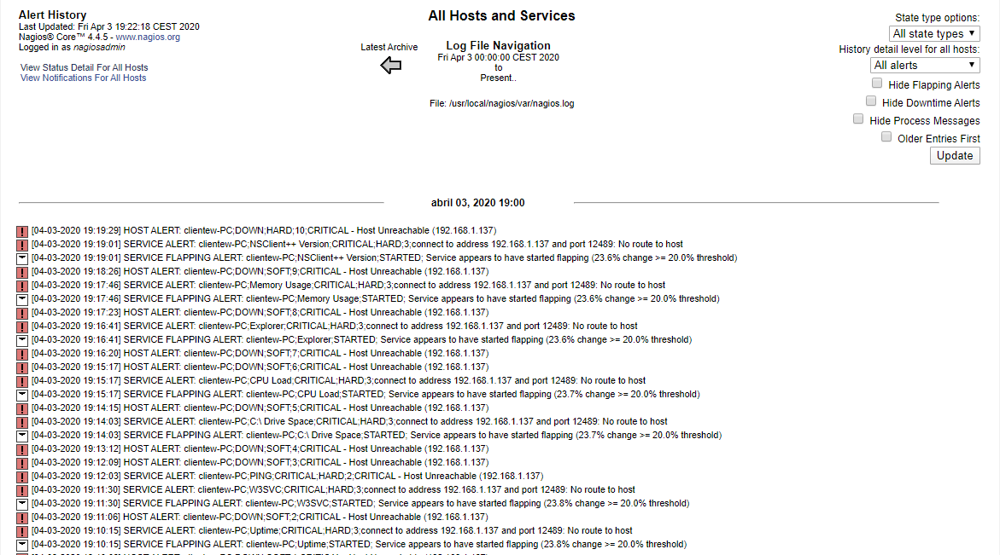 Alert History
Last Updated: Fri Apr 3 19:22:18 CEST 2020
Nagios® Core™ 4.4.5 - www.nagios.org
Logged in as nagiosadmin
View Status Detail For All Hosts
View Notifications For All Hosts
All Hosts and Services
Latest Archive
Log File Navigation
Fri Apr 3 00:00:00 CEST 2020
to
Present..
File: /usr/local/nagios/var/nagios.log
State type options:
All state types
History detail level for all hosts:
All alerts
Hide Flapping Alerts
Hide Downtime Alerts
Hide Process Messages
Older Entries First
Update
abril 03, 2020 19:00
[04-03-2020 19:19:29] HOST ALERT: clientew-PC;DOWN;HARD;10;CRITICAL - Host Unreachable (192.168.1.137)
[04-03-2020 19:19:01] SERVICE ALERT: clientew-PC;NSClient++ Version;CRITICAL;HARD;3;connect to address 192.168.1.137 and port 12489: No route to host
[04-03-2020 19:19:01] SERVICE FLAPPING ALERT: clientew-PC;NSClient++ Version;STARTED; Service appears to have started flapping (23.6% change >= 20.0% threshold)
[04-03-2020 19:18:26] HOST ALERT: clientew-PC;DOWN;SOFT;9;CRITICAL - Host Unreachable (192.168.1.137)
[04-03-2020 19:17:46] SERVICE ALERT: clientew-PC;Memory Usage;CRITICAL;HARD;3;connect to address 192.168.1.137 and port 12489: No route to host
[04-03-2020 19:17:46] SERVICE FLAPPING ALERT: clientew-PC;Memory Usage;STARTED; Service appears to have started flapping (23.6% change >= 20.0% threshold)
[04-03-2020 19:17:23] HOST ALERT: clientew-PC;DOWN;SOFT;8;CRITICAL - Host Unreachable (192.168.1.137)
[04-03-2020 19:16:41] SERVICE ALERT: clientew-PC;Explorer;CRITICAL;HARD;3;connect to address 192.168.1.137 and port 12489: No route to host
[04-03-2020 19:16:41] SERVICE FLAPPING ALERT: clientew-PC;Explorer;STARTED; Service appears to have started flapping (23.6% change >= 20.0% threshold)
[04-03-2020 19:16:20] HOST ALERT: clientew-PC;DOWN;SOFT;7;CRITICAL - Host Unreachable (192.168.1.137)
[04-03-2020 19:15:17] HOST ALERT: clientew-PC;DOWN;SOFT;6;CRITICAL - Host Unreachable (192.168.1.137)
[04-03-2020 19:15:17] SERVICE ALERT: clientew-PC;CPU Load;CRITICAL;HARD;3;connect to address 192.168.1.137 and port 12489: No route to host
[04-03-2020 19:15:17] SERVICE FLAPPING ALERT: clientew-PC;CPU Load;STARTED; Service appears to have started flapping (23.7% change >= 20.0% threshold)
[04-03-2020 19:14:15] HOST ALERT: clientew-PC;DOWN;SOFT;5;CRITICAL - Host Unreachable (192.168.1.137)
[04-03-2020 19:14:03] SERVICE ALERT: clientew-PC;C:\ Drive Space;CRITICAL;HARD;3;connect to address 192.168.1.137 and port 12489: No route to host
[04-03-2020 19:14:03] SERVICE FLAPPING ALERT: clientew-PC;C:\ Drive Space;STARTED; Service appears to have started flapping (23.7% change >= 20.0% threshold)
[04-03-2020 19:13:12] HOST ALERT: clientew-PC;DOWN;SOFT;4;CRITICAL - Host Unreachable (192.168.1.137)
[04-03-2020 19:12:09] HOST ALERT: clientew-PC;DOWN;SOFT;3;CRITICAL - Host Unreachable (192.168.1.137)
[04-03-2020 19:12:03] SERVICE ALERT: clientew-PC;PING;CRITICAL;HARD;2;CRITICAL - Host Unreachable (192.168.1.137)
[04-03-2020 19:11:30] SERVICE ALERT: clientew-PC;W3SVC;CRITICAL;HARD;3;connect to address 192.168.1.137 and port 12489: No route to host
[04-03-2020 19:11:30] SERVICE FLAPPING ALERT: clientew-PC;W3SVC;STARTED; Service appears to have started flapping (23.8% change >= 20.0% threshold)
[04-03-2020 19:11:06] HOST ALERT: clientew-PC;DOWN;SOFT;2;CRITICAL - Host Unreachable (192.168.1.137)
[04-03-2020 19:10:15] SERVICE ALERT: clientew-PC;Uptime;CRITICAL;HARD;3;connect to address 192.168.1.137 and port 12489: No route to host
[04-03-2020 19:10:15] SERVICE FLAPPING ALERT: clientew-PC;Uptime;STARTED; Service appears to have started flapping (23.8% change >= 20.0% threshold)